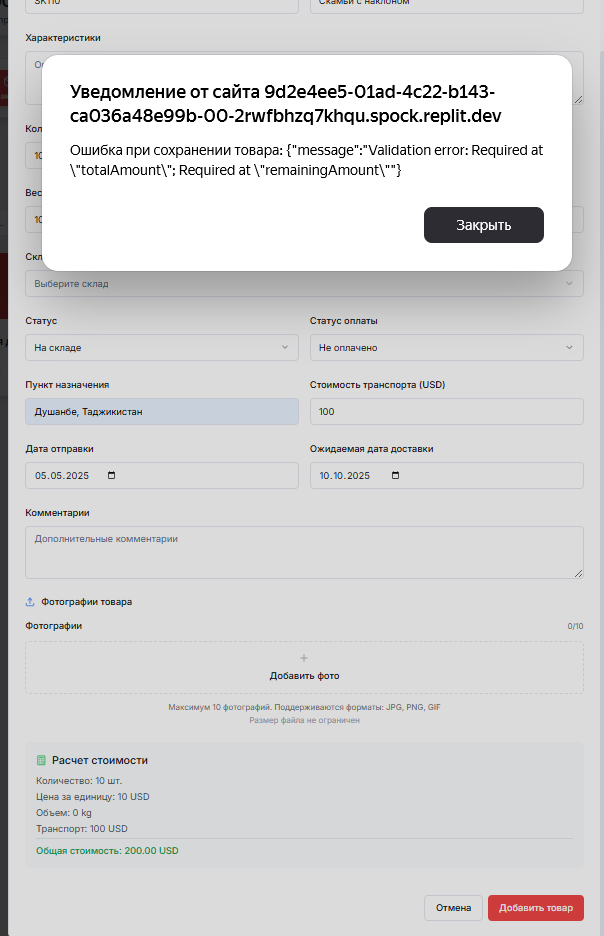 SK110
Скамьи с наклоном
Характеристики
Уведомление от сайта 9d2e4ee5-01ad-4c22-b143-
ca036a48e99b-00-2rwfbhzq7khqu.spock.replit.dev
Ошибка при сохранении товара: {"message":"Validation error: Required at
\"totalAmount\"; Required at \"remainingAmount\""}
Закрыть
Выберите склад
Статус
Статус оплаты
На складе
Не оплачено
Пункт назначения
Стоимость транспорта (USD)
Душанбе, Таджикистан
100
Дата отправки
Ожидаемая дата доставки
05.05.2025
10.10.2025
Комментарии
Дополнительные комментарии
Фотографии товара
Фотографии
0/10
Добавить фото
Максимум 10 фотографий. Поддерживаются форматы: JPG, PNG, GIF
Размер файла не ограничен
Расчет стоимости
Количество: 10 шт.
Цена за единицу: 10 USD
Объем: 0 kg
Транспорт: 100 USD
Общая стоимость: 200.00 USD
Отмена
Добавить товар